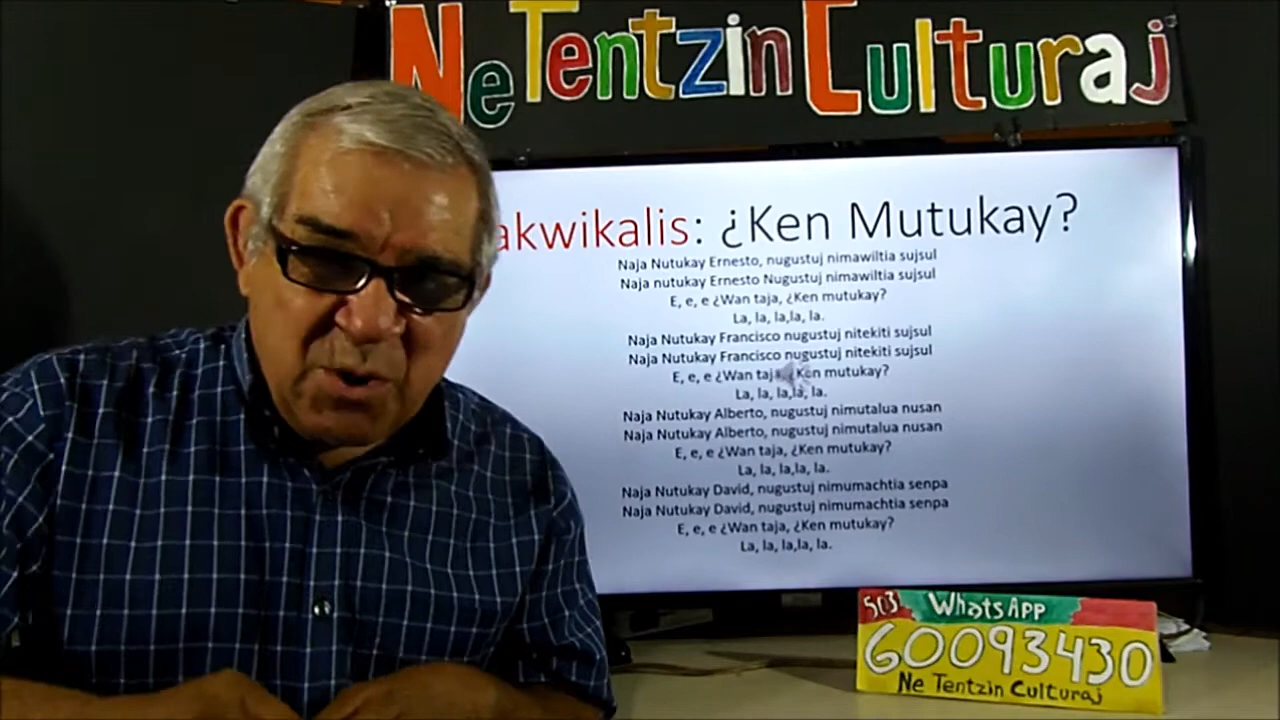 Ne Tentzin Culturaj
akwikalis: ¿Ken Mutukay?
Naja Nutukay Ernesto, nugustuj nimawiltia sujsul
Naja nutukay Ernesto Nugustuj nimawiltia sujsul
E, e, e ¿Wan taja, ¿Ken mutukay?
La, la, la,la, la.
Naja Nutukay Francisco nugustuj nitekiti sujsul
Naja Nutukay Francisco nugustuj nitekiti sujsul
E, e, e ¿Wan taja, ¿Ken mutukay?
La, la, la,la, la.
Naja Nutukay Alberto, nugustuj nimutalua nusan
Naja Nutukay Alberto, nugustuj nimutalua nusan
E, e, e ¿Wan taja, ¿Ken mutukay?
La, la, la,la, la.
Naja Nutukay David, nugustuj nimumachtia senpa
Naja Nutukay David, nugustuj nimumachtia senpa
E, e, e ¿Wan taja, ¿Ken mutukay?
La, la, la,la, la.
503 WhatsApp
60093430
Ne Tentzin Culturaj